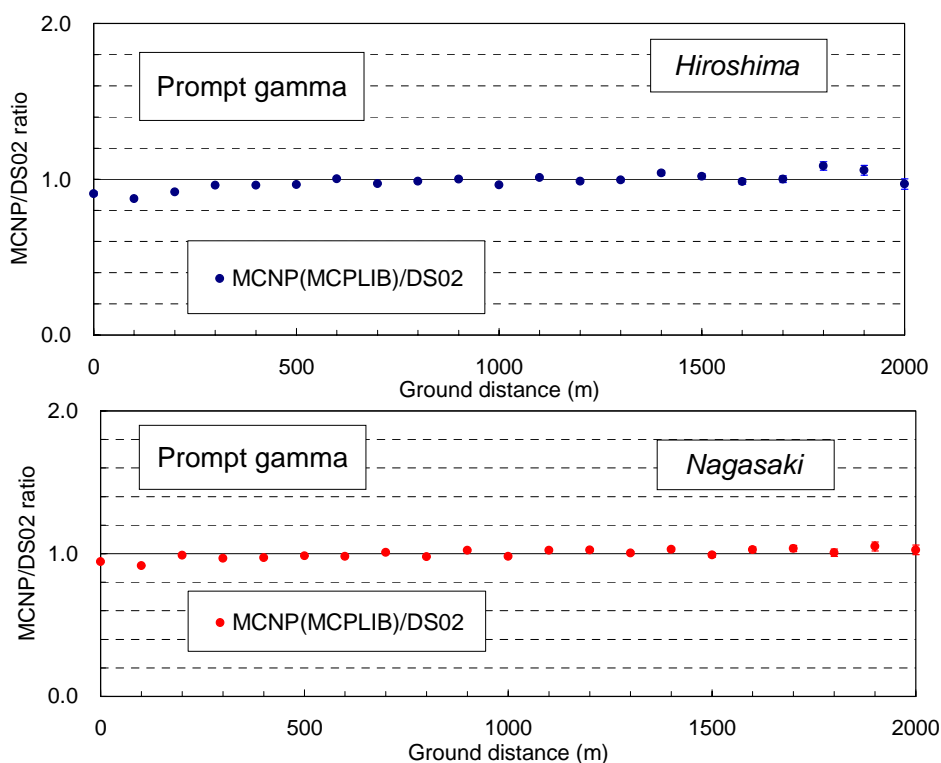 2.0
Prompt gamma
Hiroshima
MCNP/DS02 ratio
1.0
MCNP(MCPLIB)/DS02
0.0
0 500 1000 1500 2000
Ground distance (m)
2.0
Prompt gamma
Nagasaki
MCNP/DS02 ratio
1.0
MCNP(MCPLIB)/DS02
0.0
0 500 1000 1500 2000
Ground distance (m)